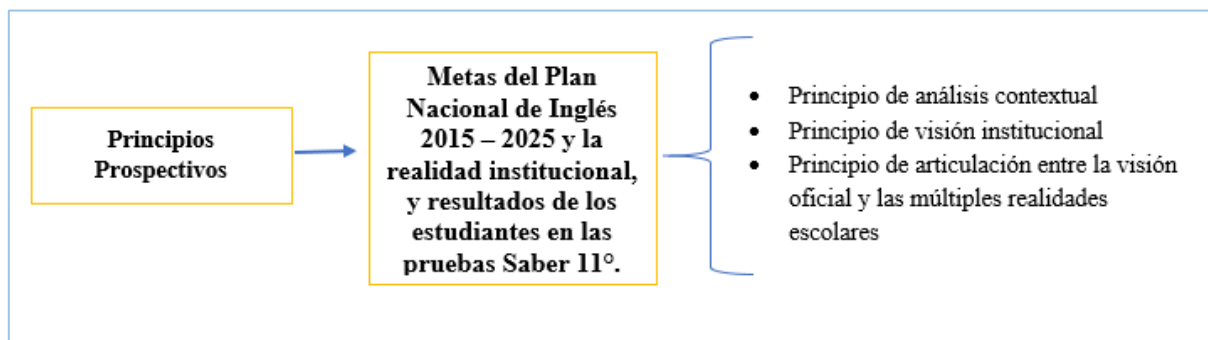 Principios
Prospectivos
Metas del Plan
Nacional de Inglés
2015 – 2025 y la
realidad institucional,
y resultados de los
estudiantes en las
pruebas Saber 11°.
• Principio de análisis contextual
• Principio de visión institucional
• Principio de articulación entre la visión
oficial y las múltiples realidades
escolares